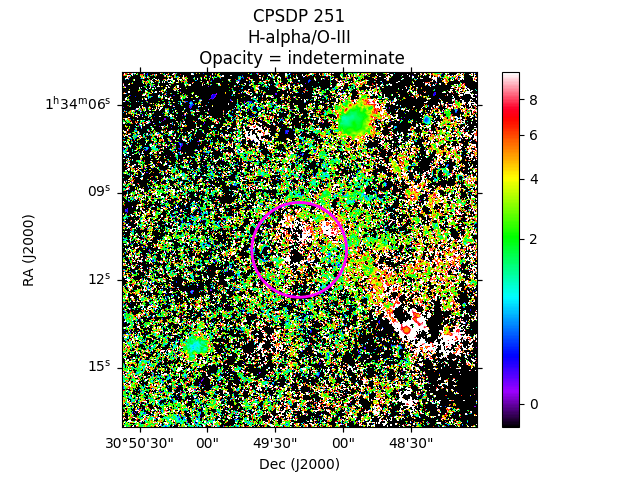 CPSDP 251
H-alpha/O-III
Opacity = indeterminate
1ʰ34ᵐ06ˢ
09ˢ
12ˢ
15ˢ
RA (J2000)
30°50'30" 00" 49'30" 00" 48'30"
Dec (J2000)
8
6
4
2
0